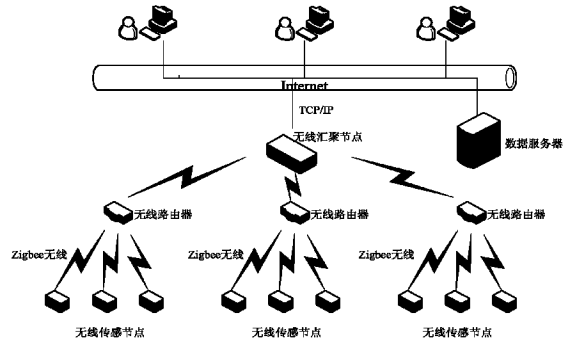 Internet
TCP/IP
无线汇聚节点
数据服务器
无线路由器
无线路由器
无线路由器
Zigbee无线
Zigbee无线
Zigbee无线
无线传感节点
无线传感节点
无线传感节点